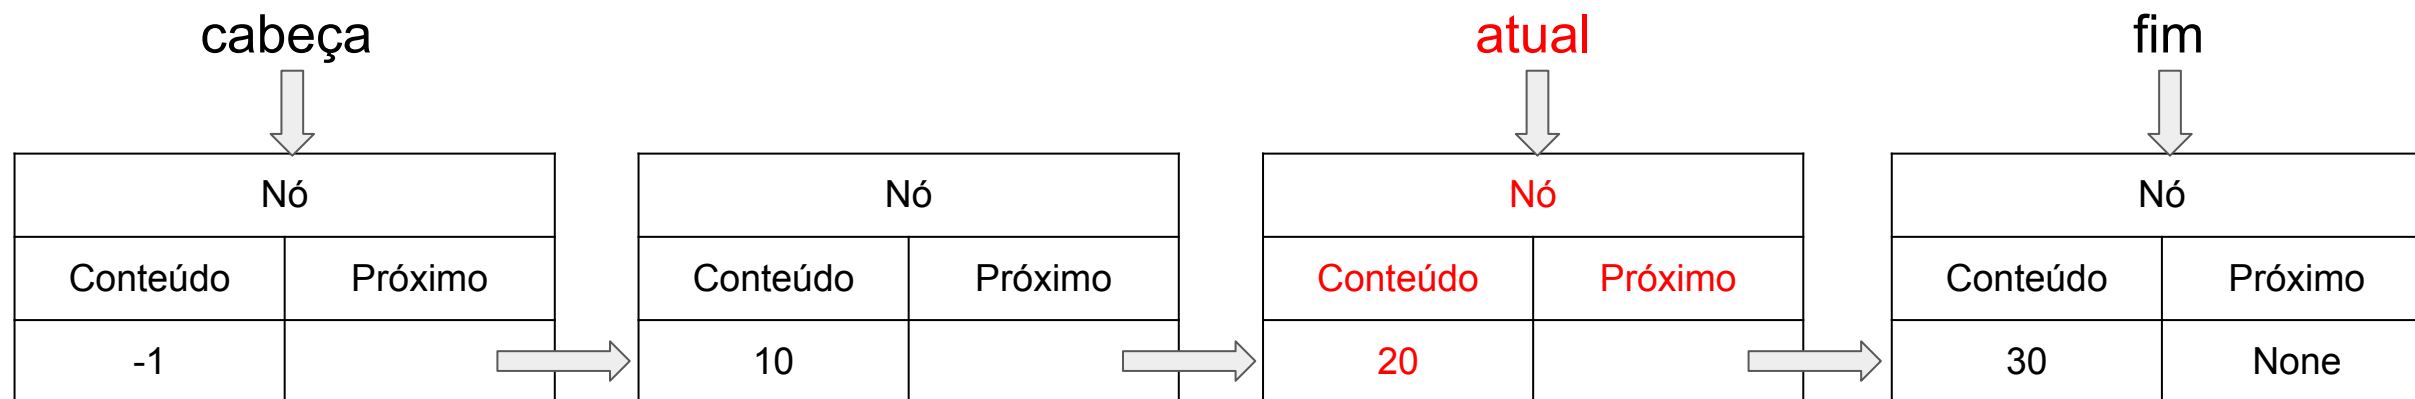 cabeça atual fim
Nó Nó Nó Nó
Conteúdo Próximo Conteúdo Próximo Conteúdo Próximo Conteúdo Próximo
-1 10 20 30 None